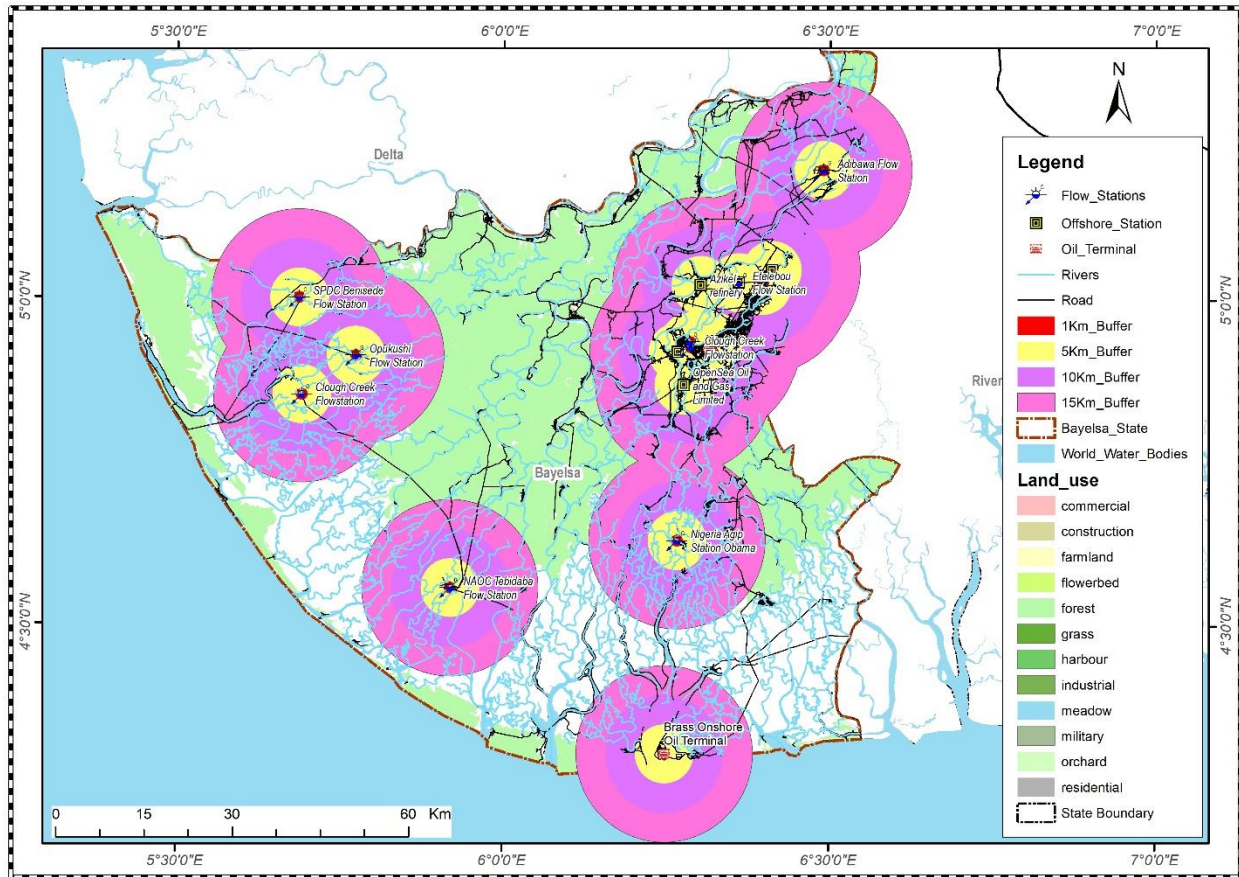 5°30'0"E
6°0'0"E
6°30'0"E
7°0'0"E
N
Delta
Adibawa Flow
Station
Azikel
refinery
Etelebou
Flow Station
SPDC Benisede
Flow Station
5°0'0"N
5°0'0"N
Opukushi
Flow Station
Clough Creek
Flowstation
Clough Creek
Flowstation
OpenSea Oil
and Gas
Limited
River
Bayelsa
Nigeria Agip
Station Obama
NAOC Tebidaba
Flow Station
4°30'0"N
4°30'0"N
Brass Onshore
Oil Terminal
0
15
30
60
Km
5°30'0"E
6°0'0"E
6°30'0"E
7°0'0"E
Legend
Flow_Stations
Offshore_Station
Oil_Terminal
Rivers
Road
1Km_Buffer
5Km_Buffer
10Km_Buffer
15Km_Buffer
Bayelsa_State
World_Water_Bodies
Land_use
commercial
construction
farmland
flowerbed
forest
grass
harbour
industrial
meadow
military
orchard
residential
State Boundary